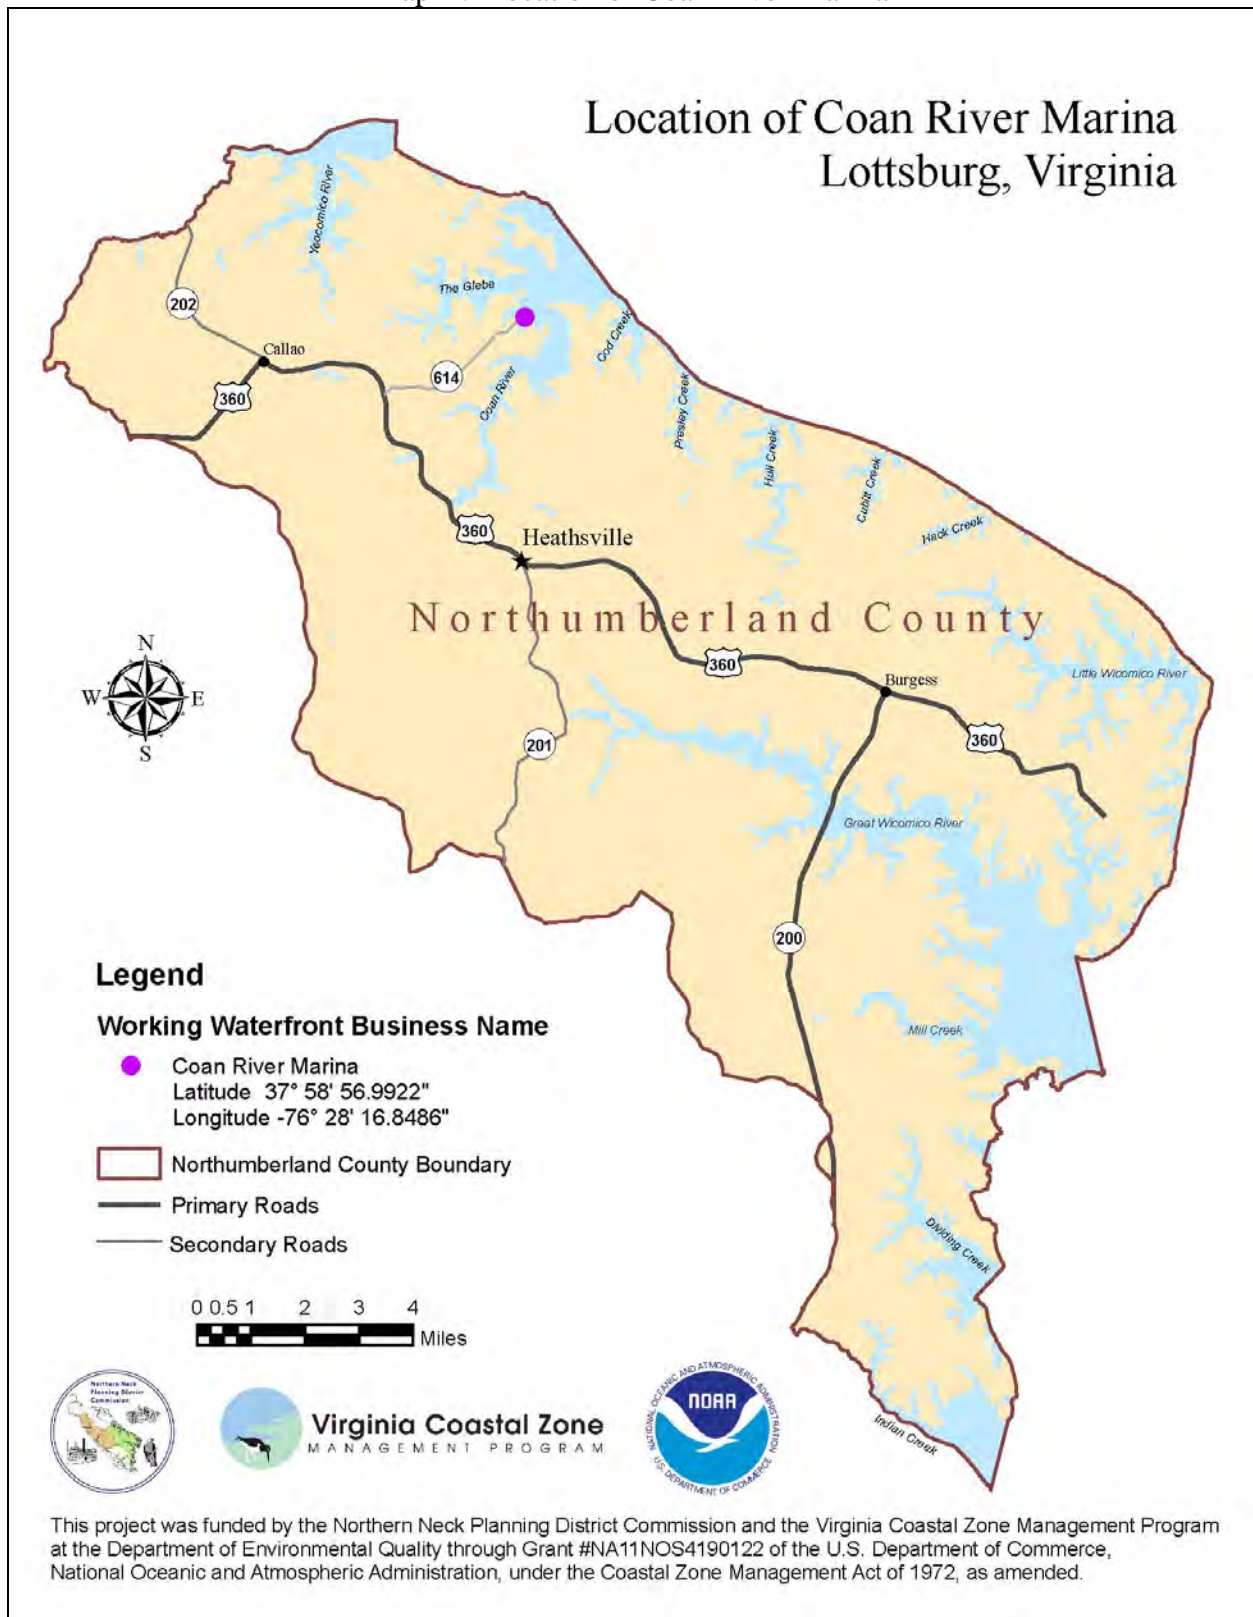 Location of Coan River Marina
Lottsburg, Virginia
Yeocomico River
The Glebe
202
Callao
Cod Creek
614
360
Coan River
Presley Creek
Hull Creek
Cubitt Creek
Hack Creek
360
Heathsville
Northumberland County
N
W E
S
360
Little Wicomico River
Burgess
201
360
Great Wicomico River
200
Mill Creek
Legend
Working Waterfront Business Name
Coan River Marina
Latitude 37° 58' 56.9922"
Longitude -76° 28' 16.8486"
Northumberland County Boundary
Primary Roads
Secondary Roads
Dividing Creek
0 0.5 1 2 3 4
Miles
Indian Creek
Northern Neck
Planning District
Commission
Virginia Coastal Zone
MANAGEMENT PROGRAM
NATIONAL OCEANIC AND ATMOSPHERIC ADMINISTRATION
NOAA
U.S. DEPARTMENT OF COMMERCE
This project was funded by the Northern Neck Planning District Commission and the Virginia Coastal Zone Management Program
at the Department of Environmental Quality through Grant #NA11NOS4190122 of the U.S. Department of Commerce,
National Oceanic and Atmospheric Administration, under the Coastal Zone Management Act of 1972, as amended.